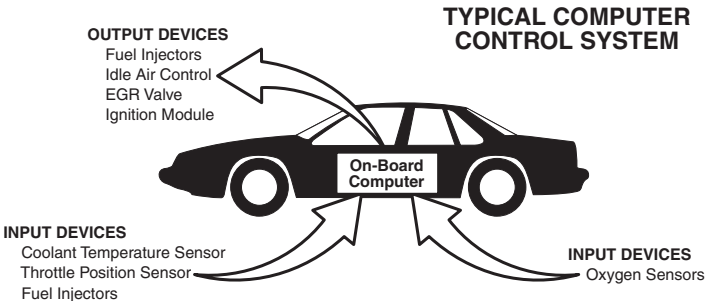 TYPICAL COMPUTER
CONTROL SYSTEM
OUTPUT DEVICES
Fuel Injectors
Idle Air Control
EGR Valve
Ignition Module
On-Board
Computer
INPUT DEVICES
Coolant Temperature Sensor
Throttle Position Sensor
Fuel Injectors
INPUT DEVICES
Oxygen Sensors